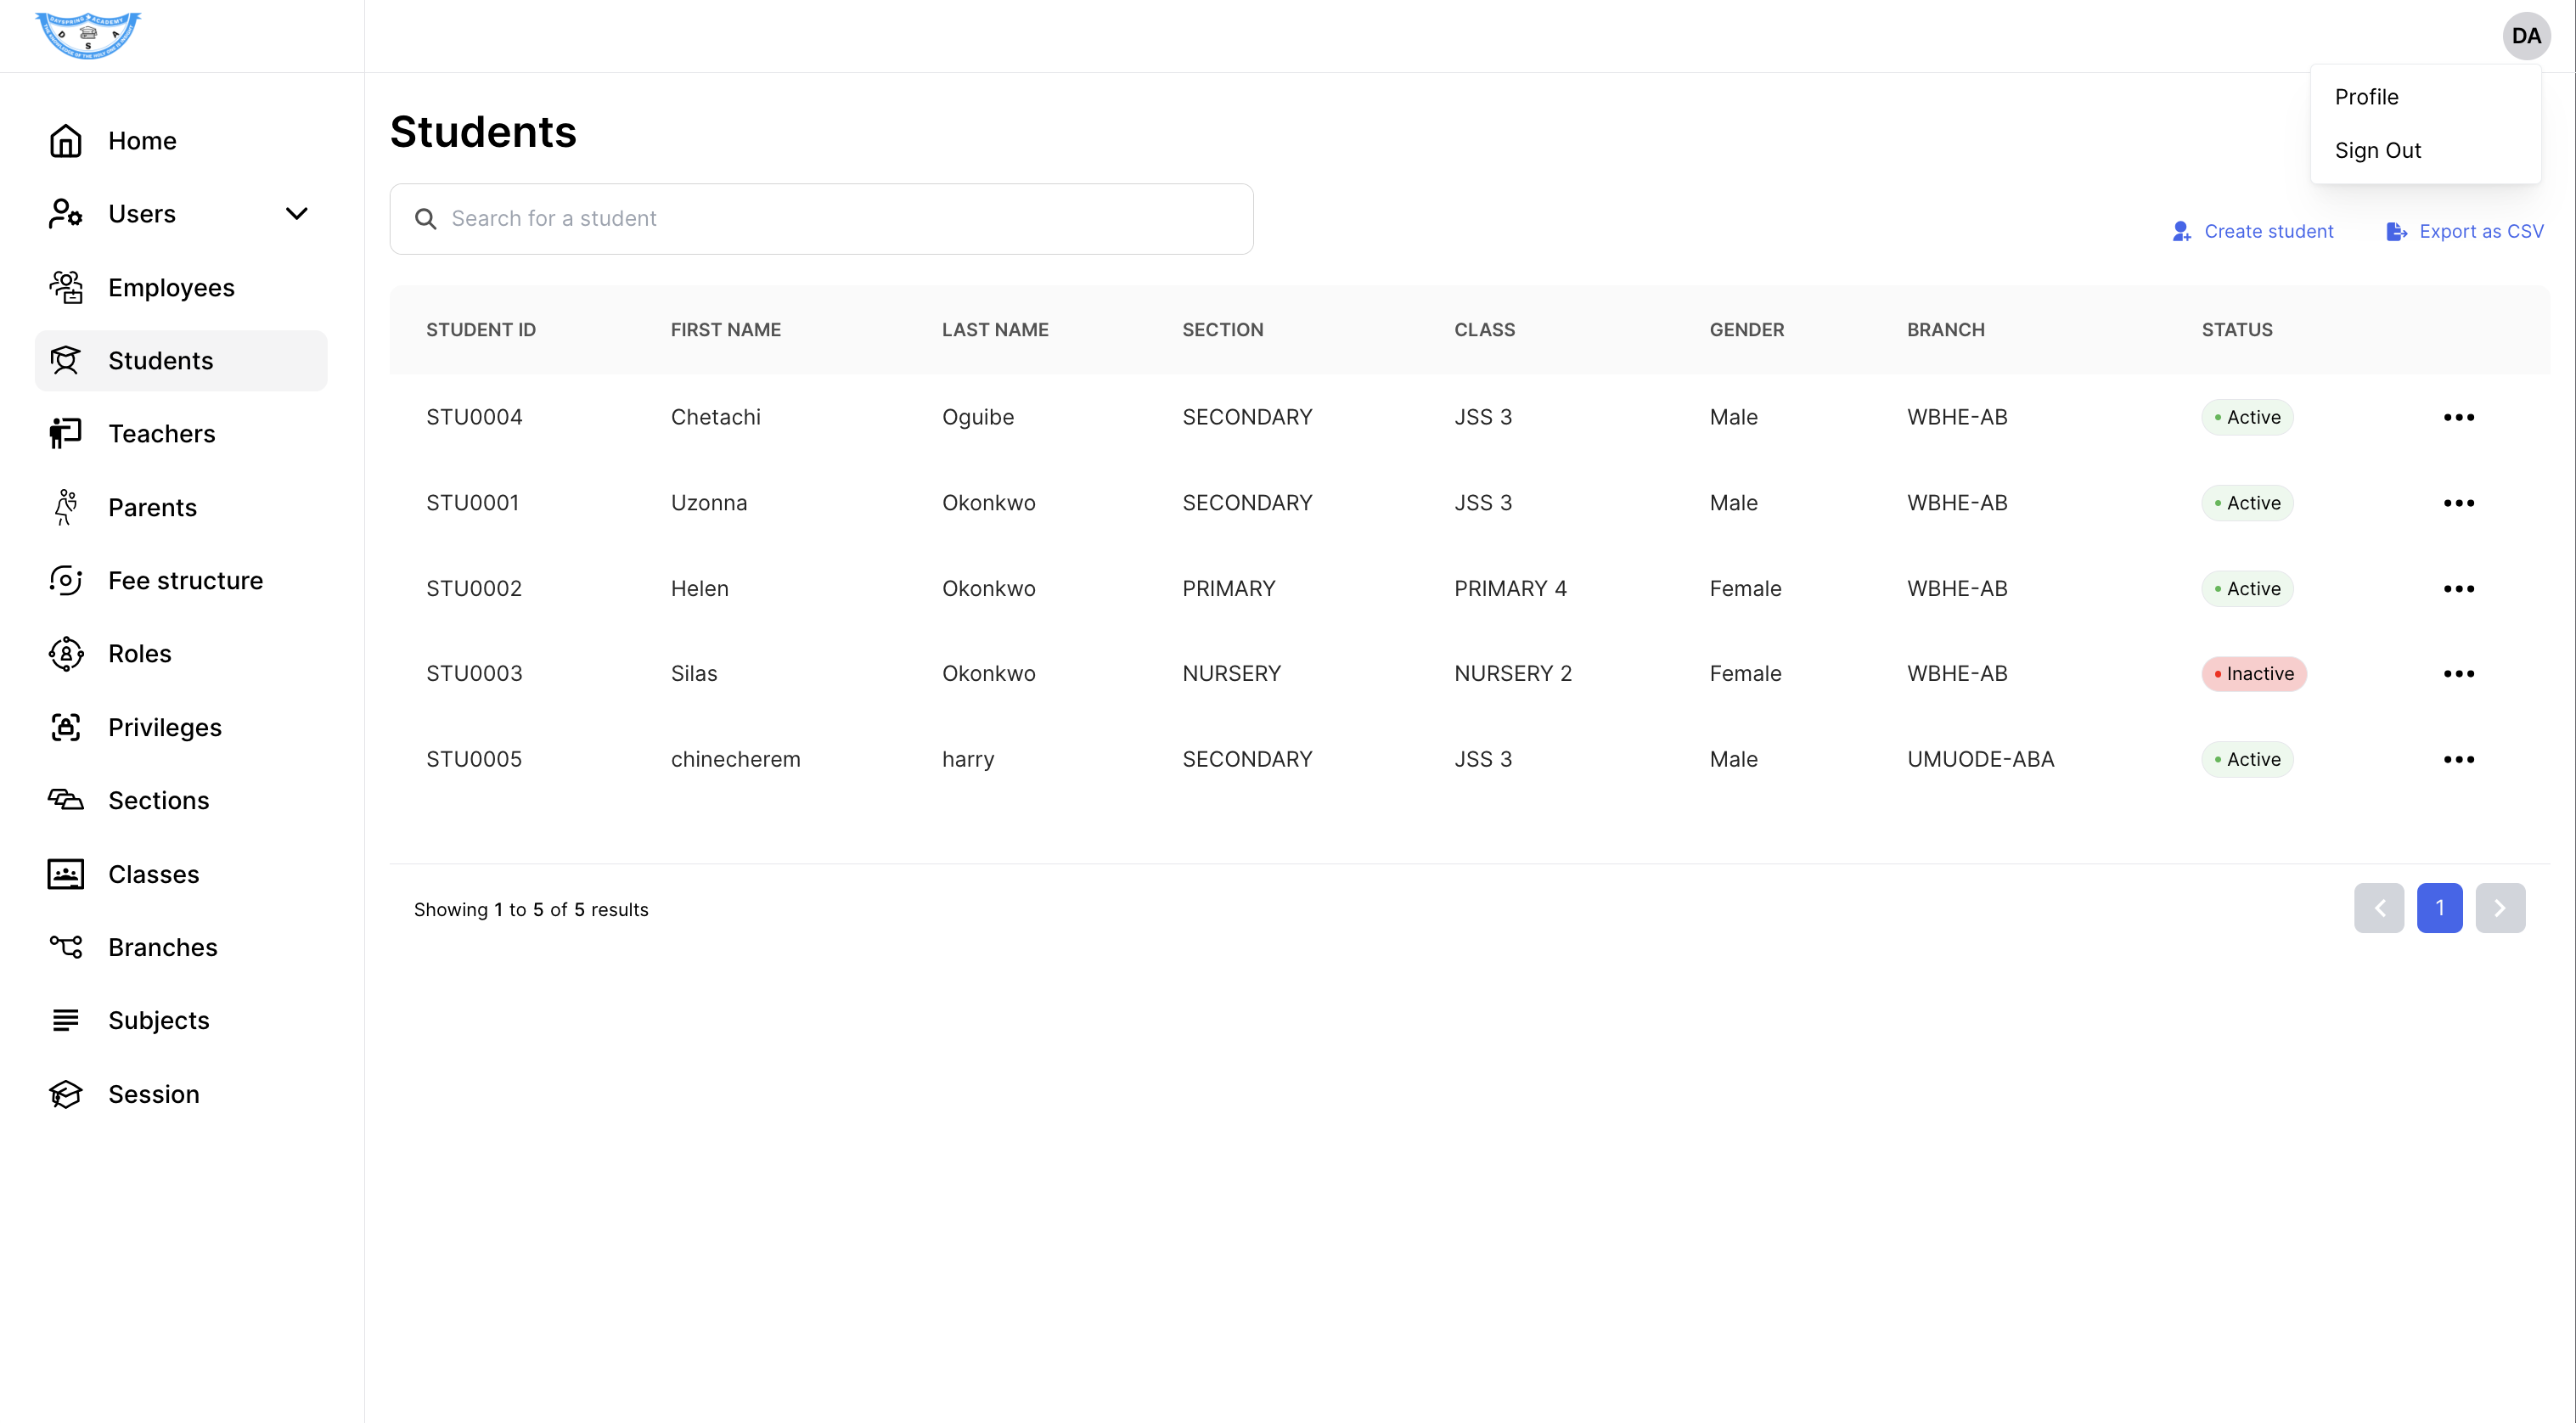 DAYSPRING ACADEMY
D S A
DA
Profile
Sign Out
Home
Users
Employees
Students
Teachers
Parents
Fee structure
Roles
Privileges
Sections
Classes
Branches
Subjects
Session
Students
Search for a student
Create student Export as CSV
STUDENT ID FIRST NAME LAST NAME SECTION CLASS GENDER BRANCH STATUS
STU0004 Chetachi Oguibe SECONDARY JSS 3 Male WBHE-AB Active
STU0001 Uzonna Okonkwo SECONDARY JSS 3 Male WBHE-AB Active
STU0002 Helen Okonkwo PRIMARY PRIMARY 4 Female WBHE-AB Active
STU0003 Silas Okonkwo NURSERY NURSERY 2 Female WBHE-AB Inactive
STU0005 chinecherem harry SECONDARY JSS 3 Male UMUODE-ABA Active
Showing 1 to 5 of 5 results
1